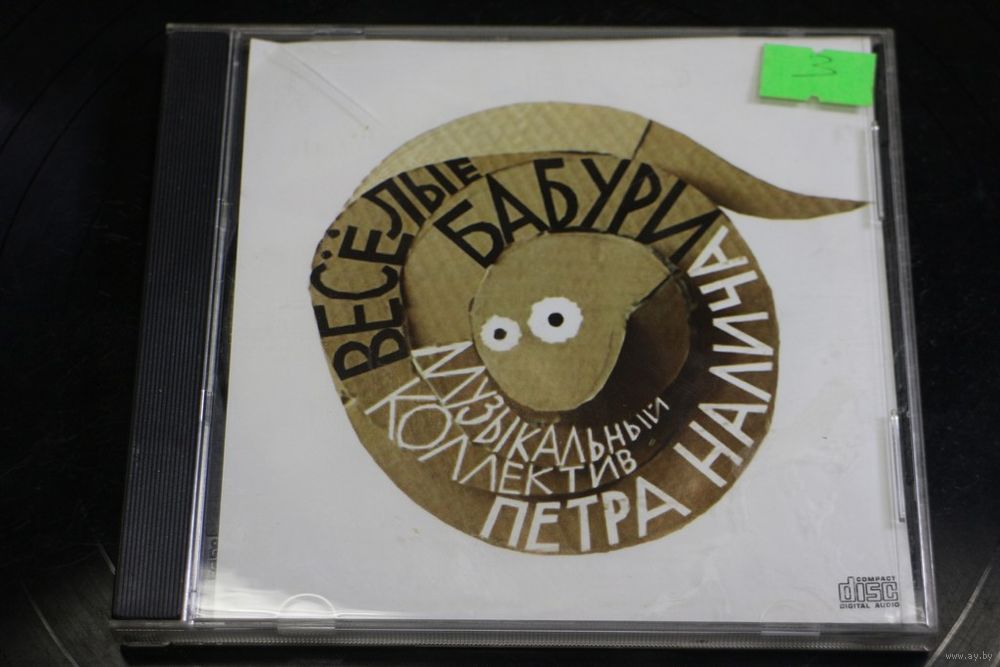 ВЕСЁЛЫЕ
БАБУРИ
МУЗЫКАЛЬНЫЙ
КОЛЛЕКТИВ
ПЕТРА НАЛИЧА
3
COMPACT
disc
DIGITAL AUDIO
www.ay.by